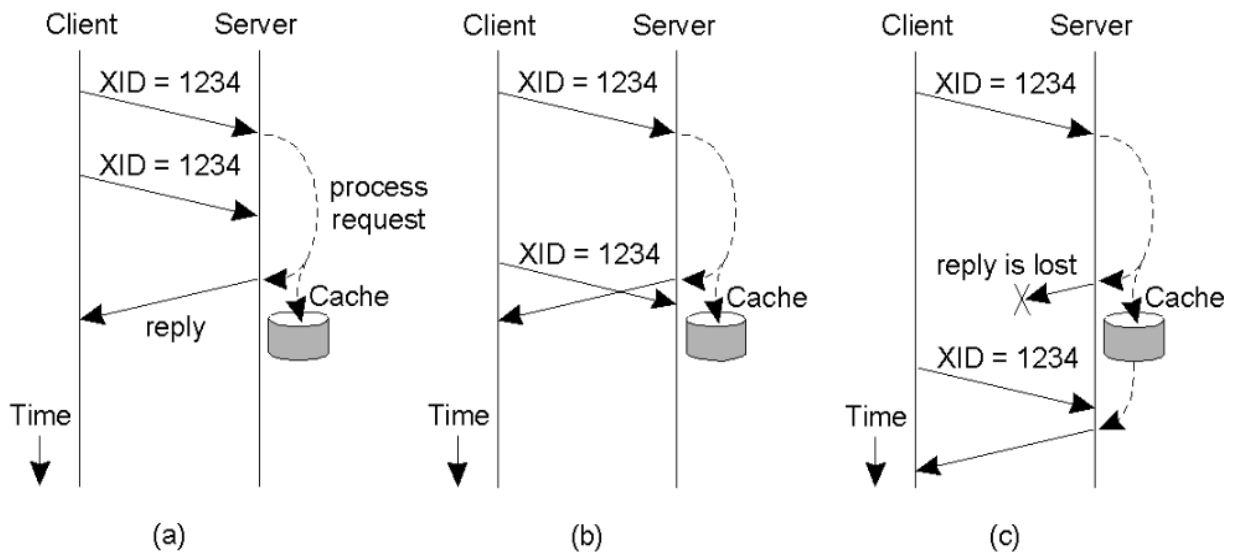 Client Server
XID = 1234
XID = 1234
process
request
Cache
reply
Time
(a)
Client Server
XID = 1234
XID = 1234
Cache
Time
(b)
Client Server
XID = 1234
reply is lost
Cache
XID = 1234
Time
(c)